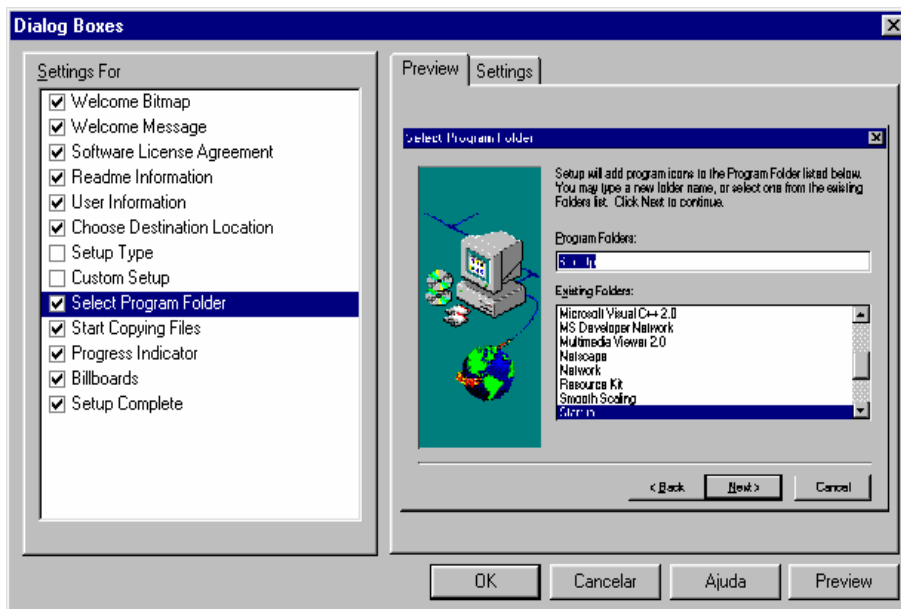 Dialog Boxes
Settings For
Welcome Bitmap
Welcome Message
Software License Agreement
Readme Information
User Information
Choose Destination Location
Setup Type
Custom Setup
Select Program Folder
Start Copying Files
Progress Indicator
Billboards
Setup Complete
Preview
Settings
Select Program Folder
Setup will add program icons to the Program Folder listed below.
You may type a new folder name, or select one from the existing
Folders list. Click Next to continue.
Program Folders:
Existing Folders:
Microsoft Visual C++ 2.0
MS Developer Network
Multimedia Viewer 2.0
Netscape
Network
Resource Kit
Smooth Scaling
< Back
Next >
Cancel
OK
Cancelar
Ajuda
Preview